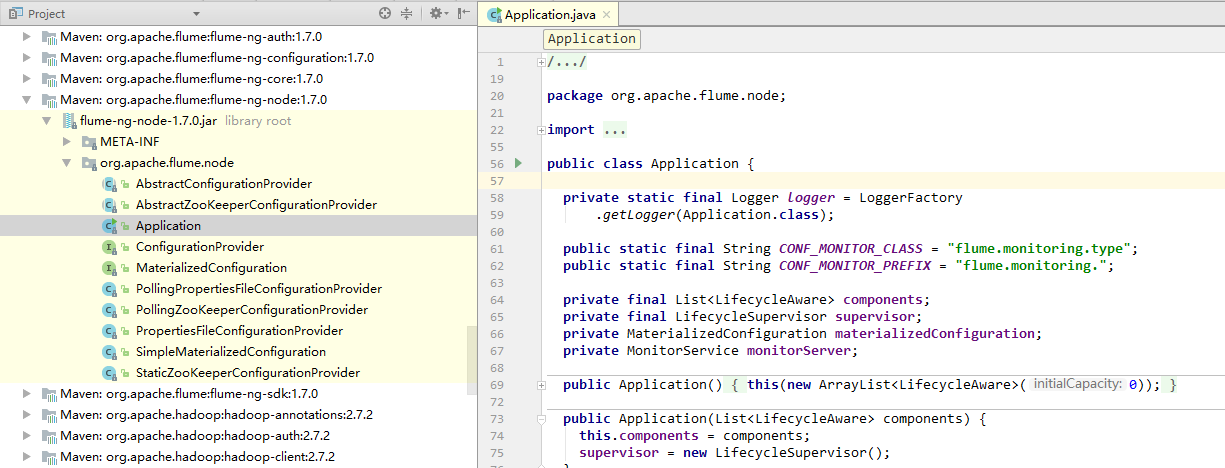 Project
Maven: org.apache.flume:flume-ng-auth:1.7.0
Maven: org.apache.flume:flume-ng-configuration:1.7.0
Maven: org.apache.flume:flume-ng-core:1.7.0
Maven: org.apache.flume:flume-ng-node:1.7.0
flume-ng-node-1.7.0.jar library root
META-INF
org.apache.flume.node
AbstractConfigurationProvider
AbstractZooKeeperConfigurationProvider
Application
ConfigurationProvider
MaterializedConfiguration
PollingPropertiesFileConfigurationProvider
PollingZooKeeperConfigurationProvider
PropertiesFileConfigurationProvider
SimpleMaterializedConfiguration
StaticZooKeeperConfigurationProvider
Maven: org.apache.flume:flume-ng-sdk:1.7.0
Maven: org.apache.hadoop:hadoop-annotations:2.7.2
Maven: org.apache.hadoop:hadoop-auth:2.7.2
Maven: org.apache.hadoop:hadoop-client:2.7.2
Application.java
Application
1 /.../
19
20 package org.apache.flume.node;
21
22 import ...
55
56 public class Application {
57
58 private static final Logger logger = LoggerFactory
59 .getLogger(Application.class);
60
61 public static final String CONF_MONITOR_CLASS = "flume.monitoring.type";
62 public static final String CONF_MONITOR_PREFIX = "flume.monitoring.";
63
64 private final List<LifecycleAware> components;
65 private final LifecycleSupervisor supervisor;
66 private MaterializedConfiguration materializedConfiguration;
67 private MonitorService monitorServer;
68
69 public Application() { this(new ArrayList<LifecycleAware>( initialCapacity: 0)); }
72
73 public Application(List<LifecycleAware> components) {
74 this.components = components;
75 supervisor = new LifecycleSupervisor();